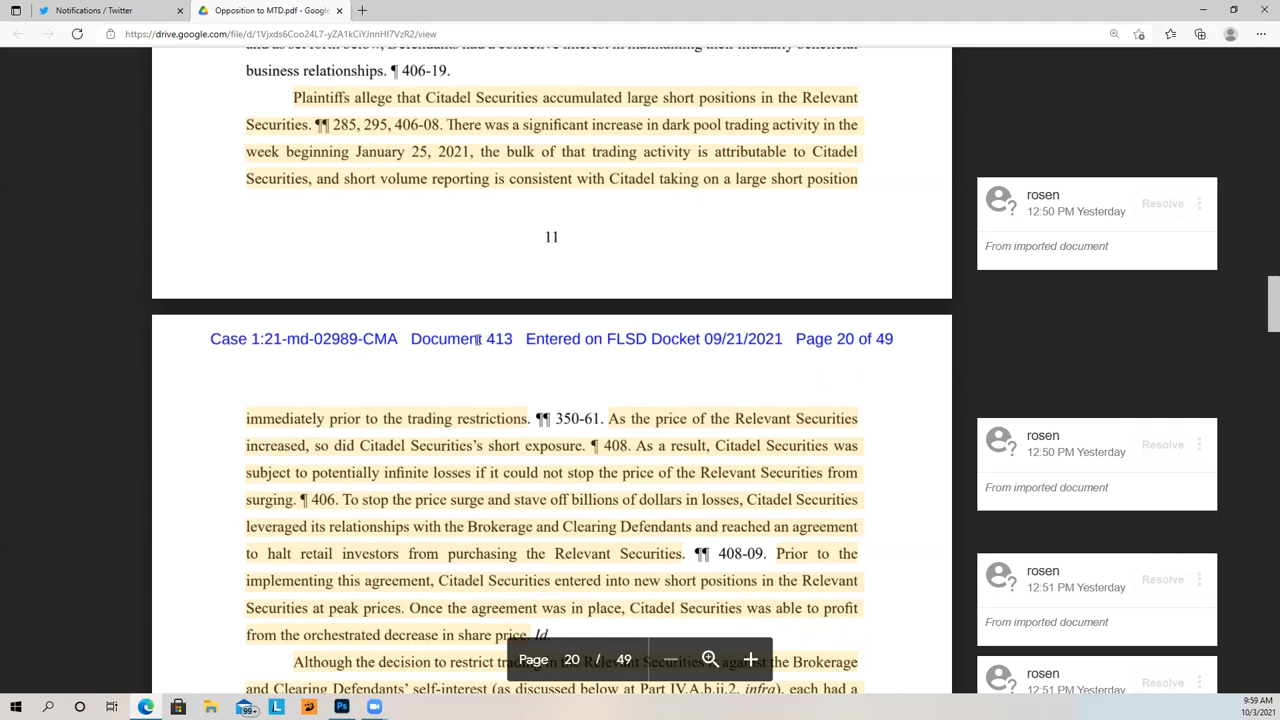 Notifications / Twitter
Opposition to MTD.pdf - Google
https://drive.google.com/file/d/1Vjxds6Coo24L7-yZA1kCiYJnnHI7VzR2/view
business relationships. ¶ 406-19.
Plaintiffs allege that Citadel Securities accumulated large short positions in the Relevant
Securities. ¶¶ 285, 295, 406-08. There was a significant increase in dark pool trading activity in the
week beginning January 25, 2021, the bulk of that trading activity is attributable to Citadel
Securities, and short volume reporting is consistent with Citadel taking on a large short position
11
rosen
12:50 PM Yesterday
Resolve
From imported document
Case 1:21-md-02989-CMA Document 413 Entered on FLSD Docket 09/21/2021 Page 20 of 49
immediately prior to the trading restrictions. ¶¶ 350-61. As the price of the Relevant Securities
increased, so did Citadel Securities's short exposure. ¶ 408. As a result, Citadel Securities was
subject to potentially infinite losses if it could not stop the price of the Relevant Securities from
surging. ¶ 406. To stop the price surge and stave off billions of dollars in losses, Citadel Securities
leveraged its relationships with the Brokerage and Clearing Defendants and reached an agreement
to halt retail investors from purchasing the Relevant Securities. ¶¶ 408-09. Prior to the
implementing this agreement, Citadel Securities entered into new short positions in the Relevant
Securities at peak prices. Once the agreement was in place, Citadel Securities was able to profit
from the orchestrated decrease in share price. Id.
Although the decision to restrict trading in the Relevant Securities is against the Brokerage
and Clearing Defendants' self-interest (as discussed below at Part IV.A.b.ii.2, infra), each had a
rosen
12:50 PM Yesterday
Resolve
From imported document
rosen
12:51 PM Yesterday
Resolve
From imported document
rosen
12:51 PM Yesterday
Resolve
Page 20 / 49
99+
9:59 AM
10/3/2021